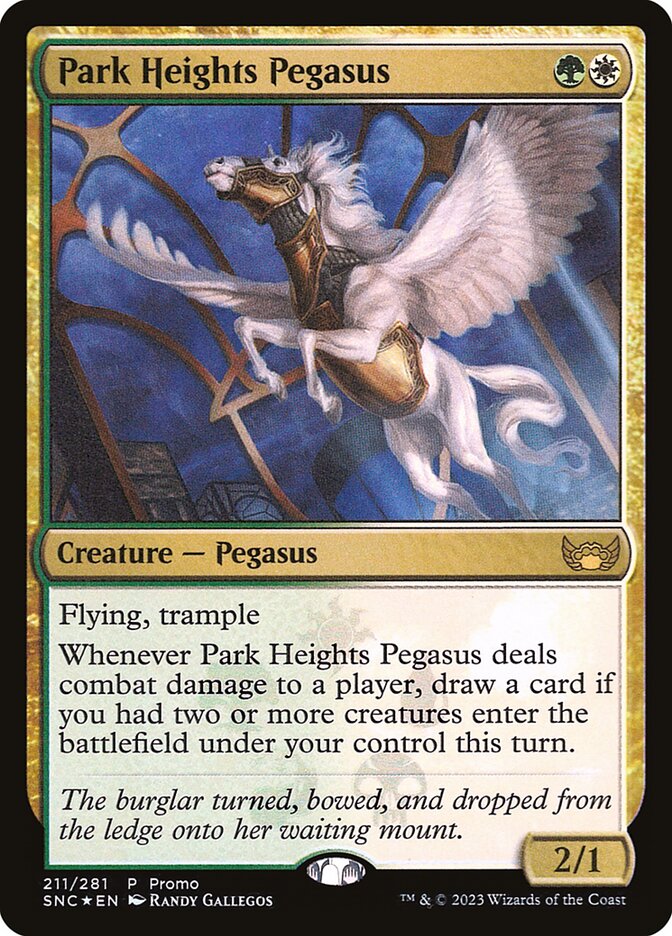 Park Heights Pegasus
Creature — Pegasus
Flying, trample
Whenever Park Heights Pegasus deals
combat damage to a player, draw a card if
you had two or more creatures enter the
battlefield under your control this turn.
The burglar turned, bowed, and dropped from
the ledge onto her waiting mount.
2/1
211/281 P Promo
SNC★EN Randy Gallegos
™ & © 2023 Wizards of the Coast